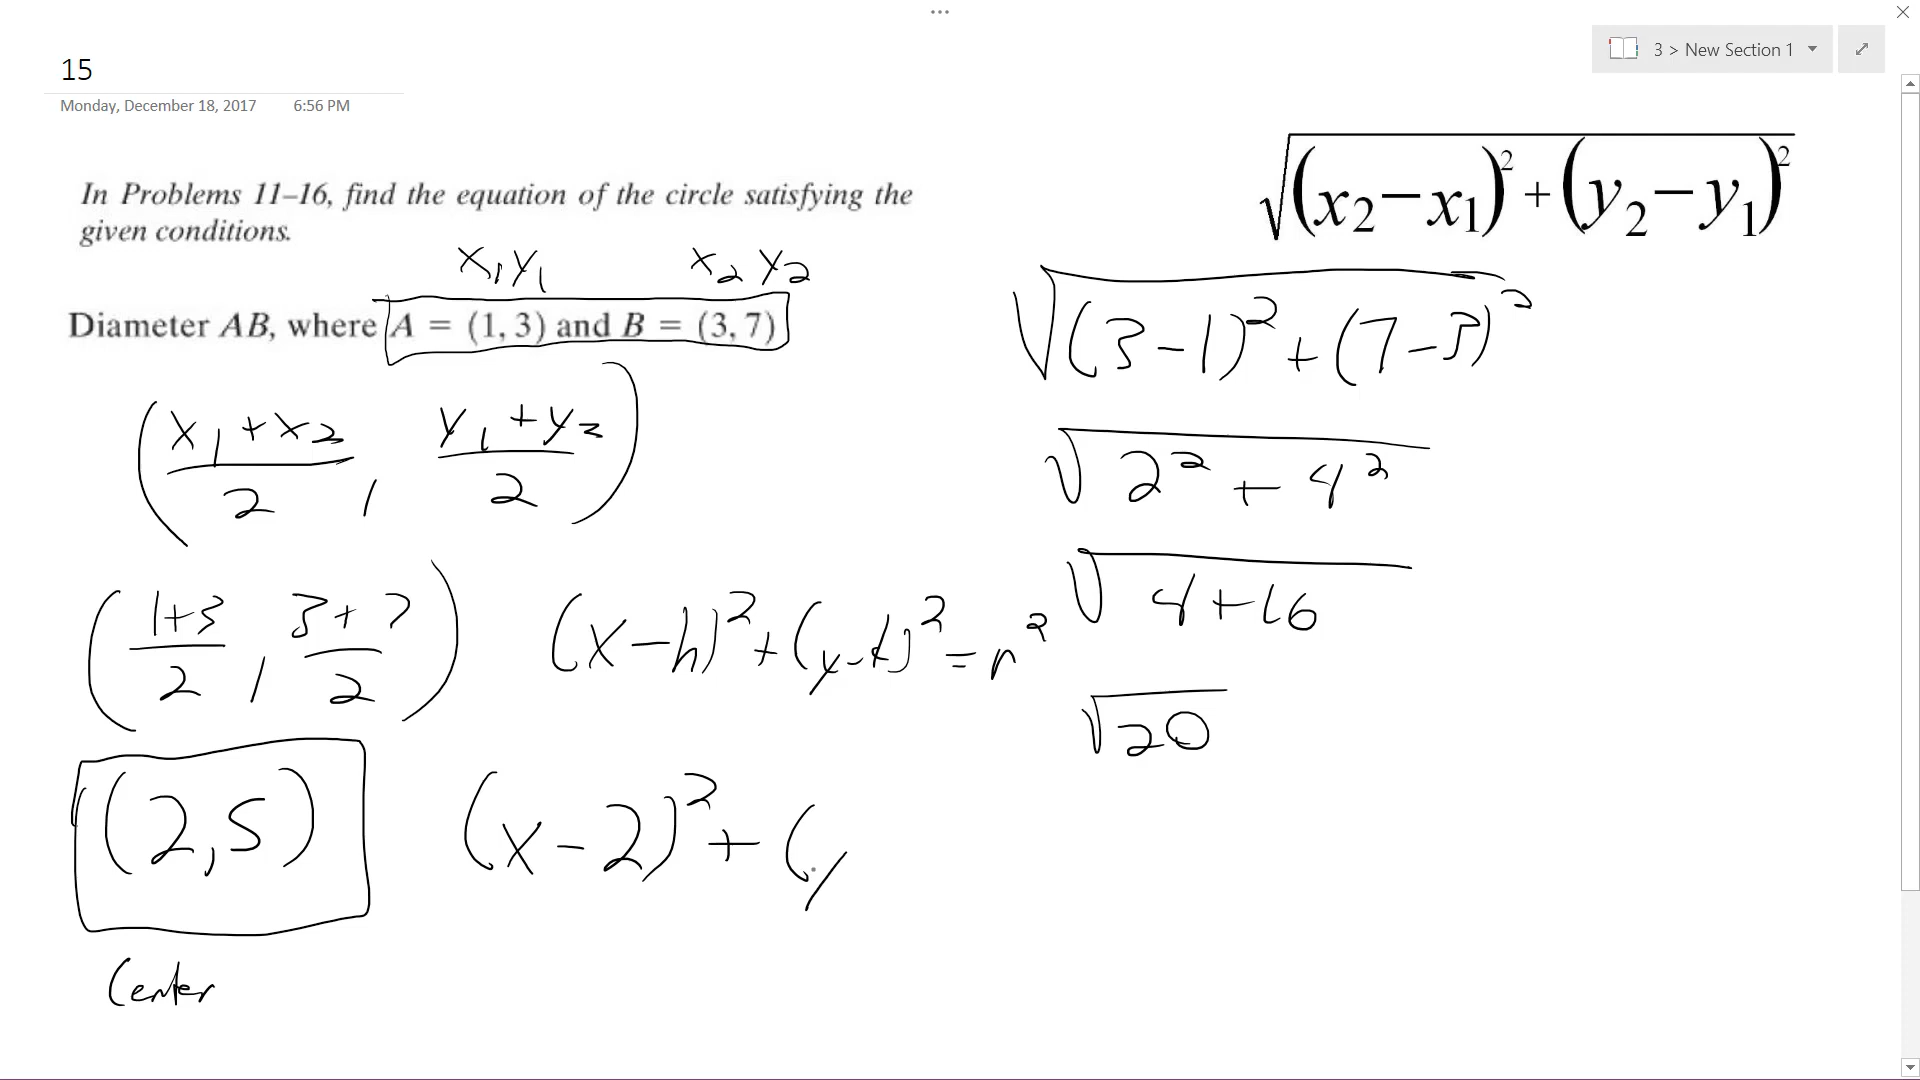 3 > New Section 1
15
Monday, December 18, 2017 6:56 PM
In Problems 11–16, find the equation of the circle satisfying the
given conditions.
x₁ y₁ x₂ y₂
Diameter AB, where A = (1, 3) and B = (3, 7)
(x₁+x₂/2, y₁+y₂/2)
(1+3/2, 3+7/2)
(2,5)
Center
(x-h)²+(y-k)²=r²
(x-2)²+(y
√(x₂-x₁)²+(y₂-y₁)²
√(3-1)²+(7-3)²
√2²+4²
√4+16
√20